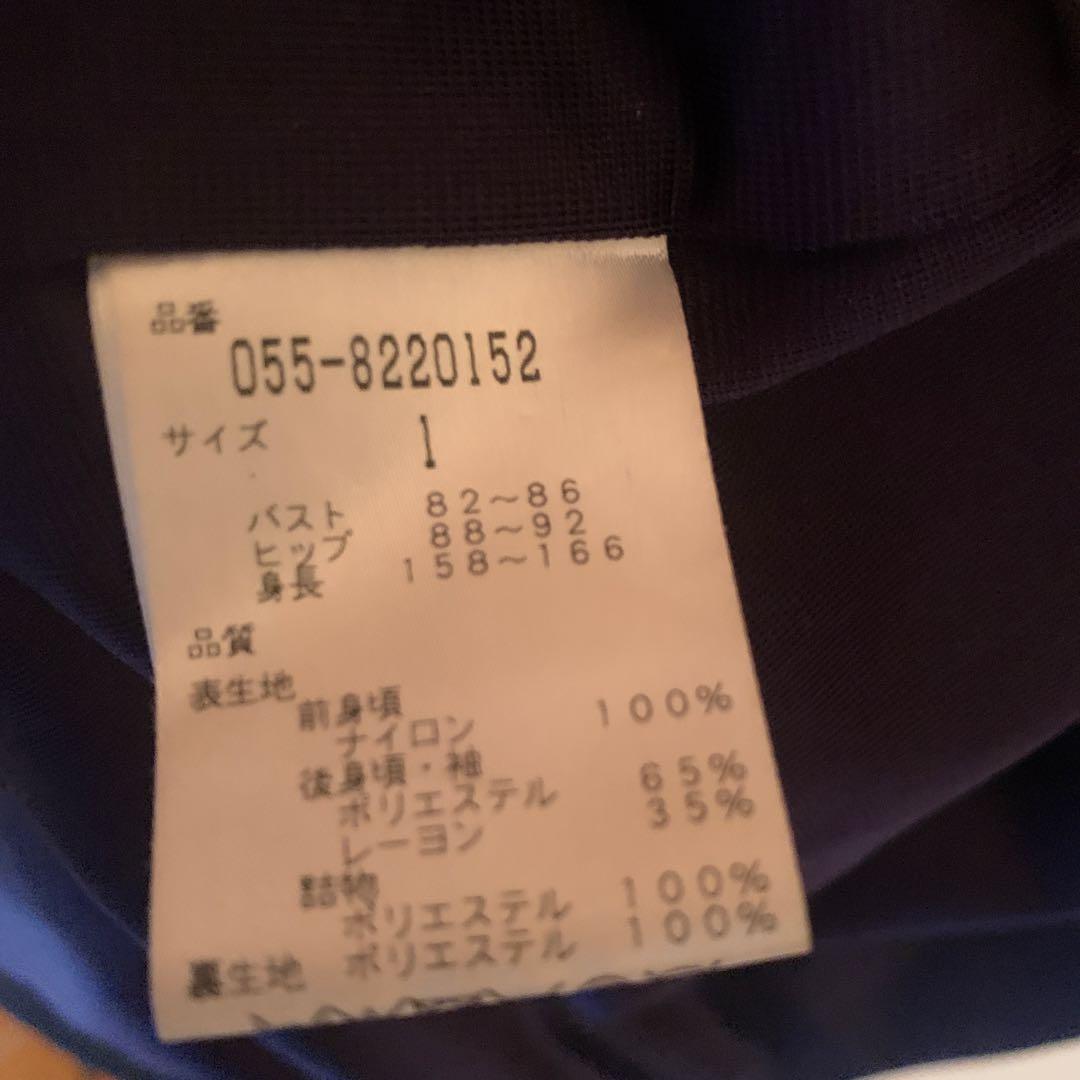 品番
055-8220152
サイズ 1
バスト 82～86
ヒップ 88～92
身長 158～166
品質
表生地
前身頃
ナイロン 100%
後身頃・袖
ポリエステル 65%
レーヨン 35%
詰物
ポリエステル 100%
裏生地 ポリエステル 100%